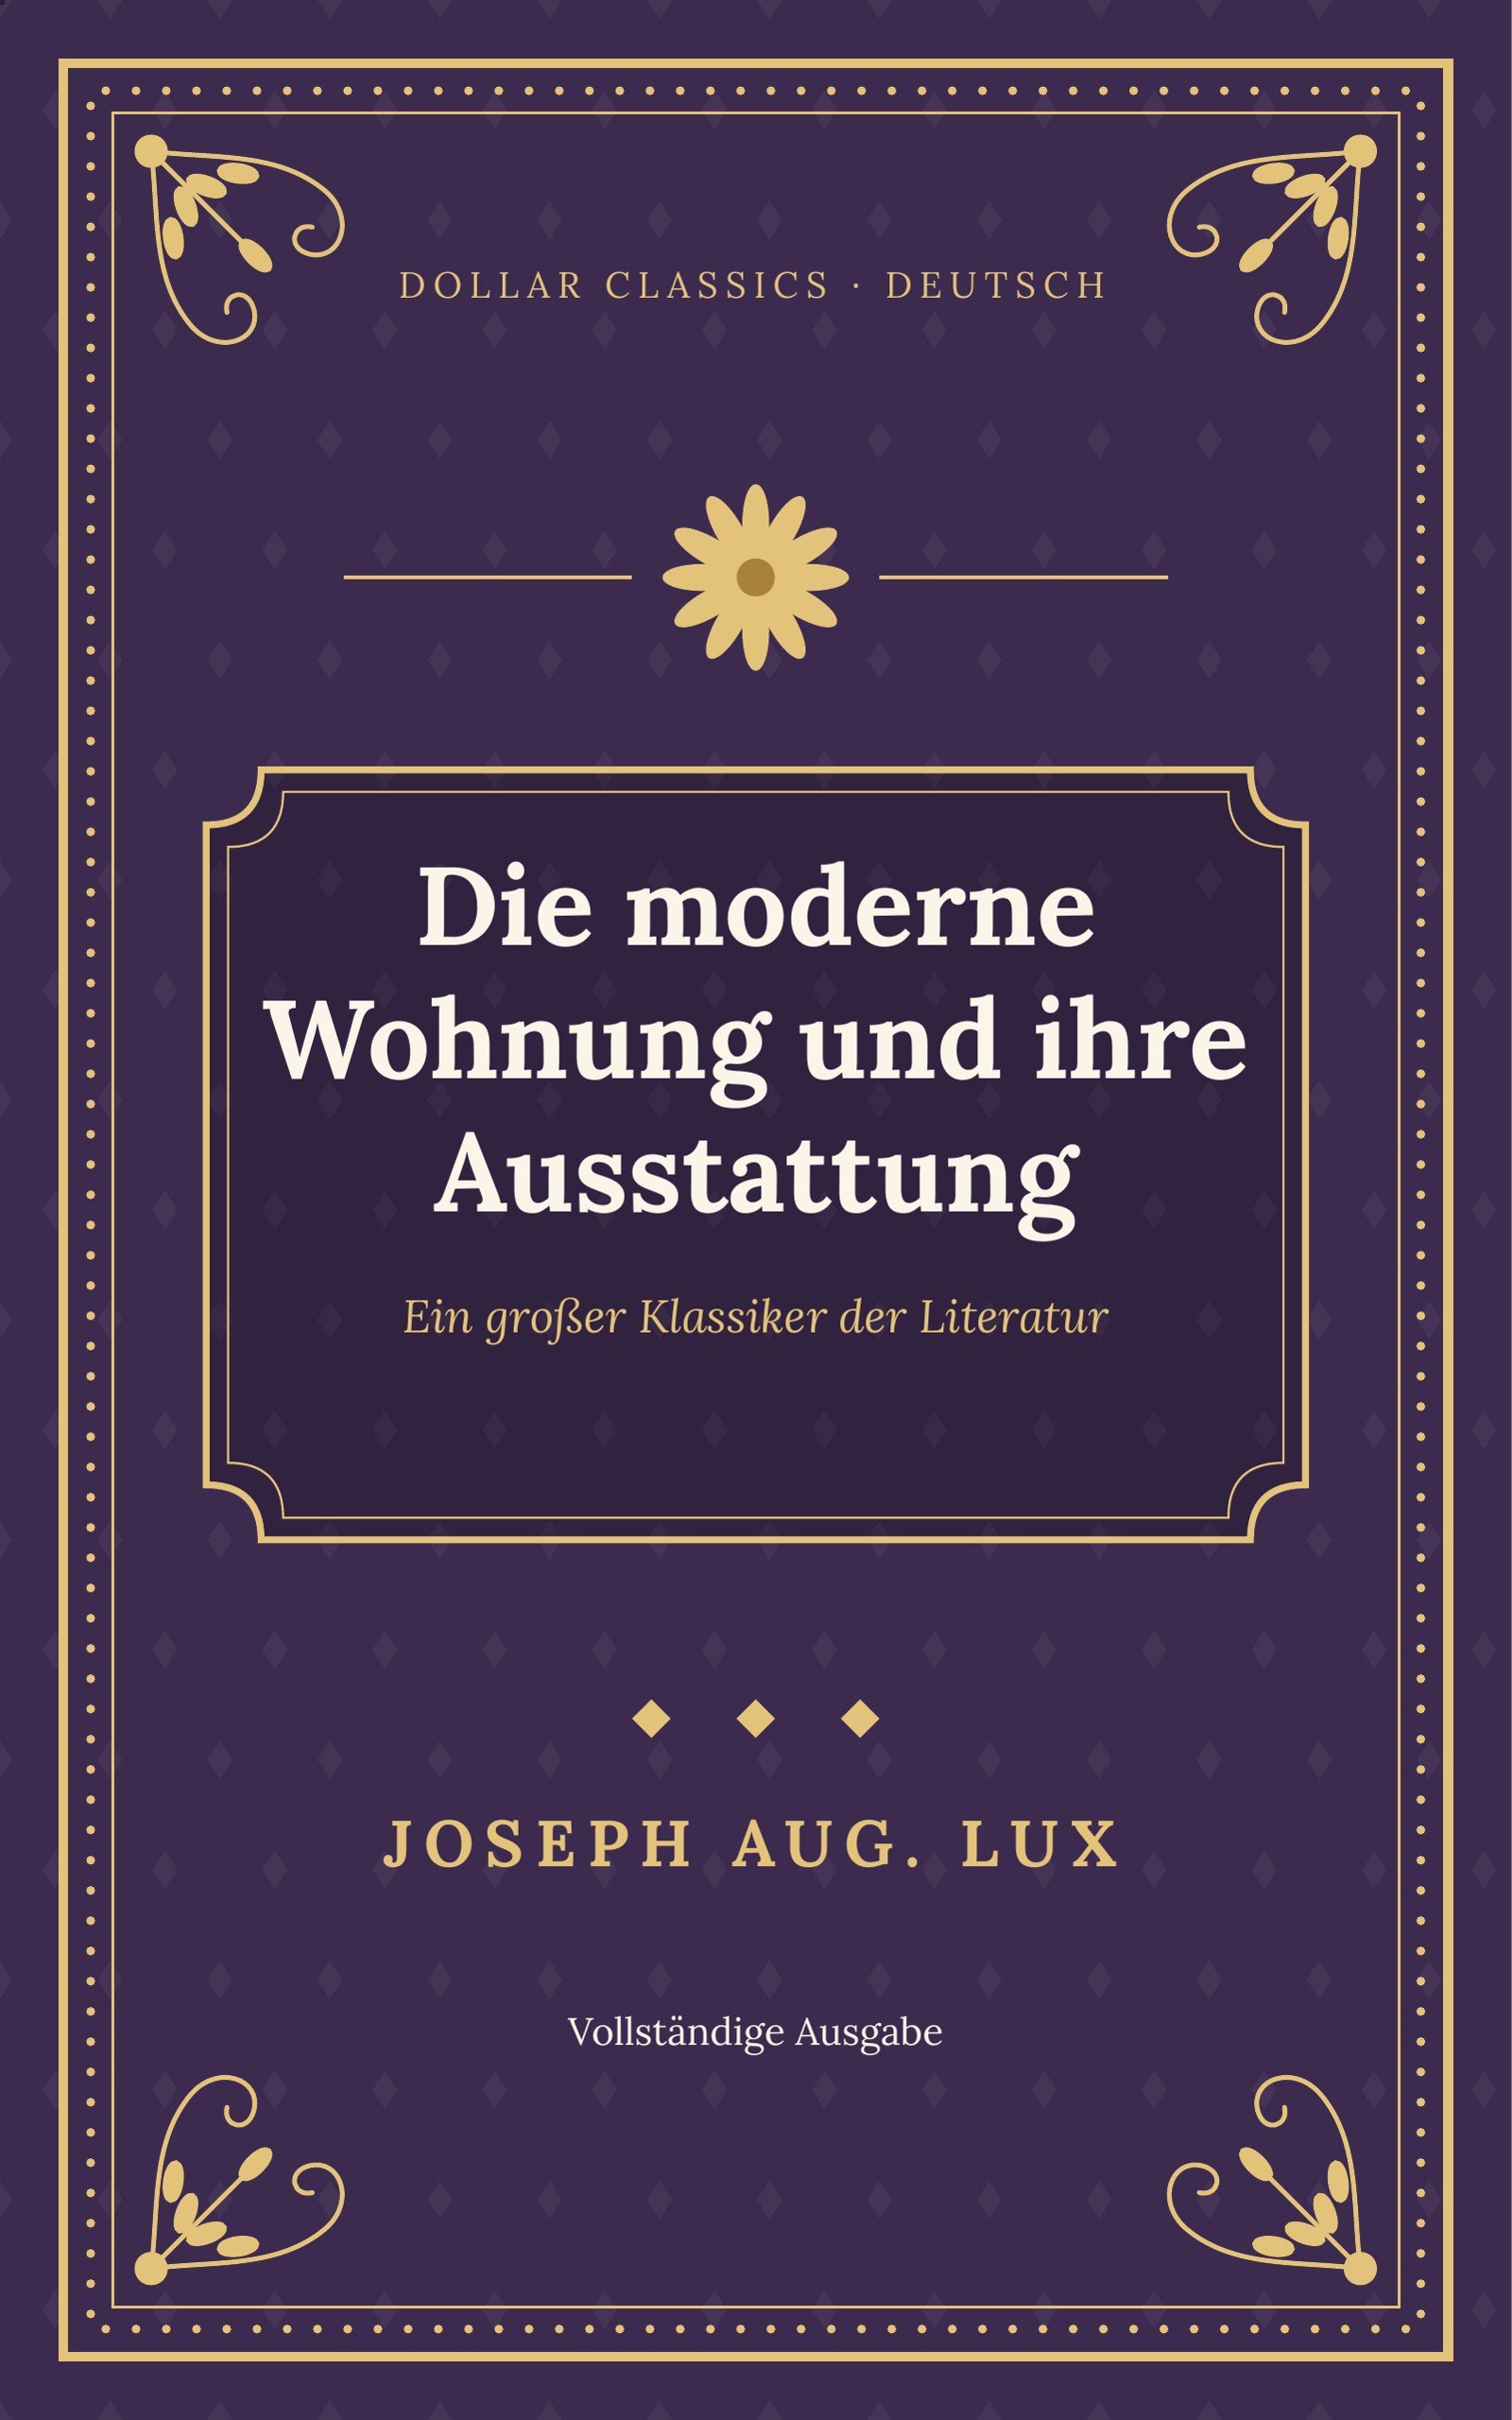 DOLLAR CLASSICS · DEUTSCH
Die moderne
Wohnung und ihre
Ausstattung
Ein großer Klassiker der Literatur
JOSEPH AUG. LUX
Vollständige Ausgabe